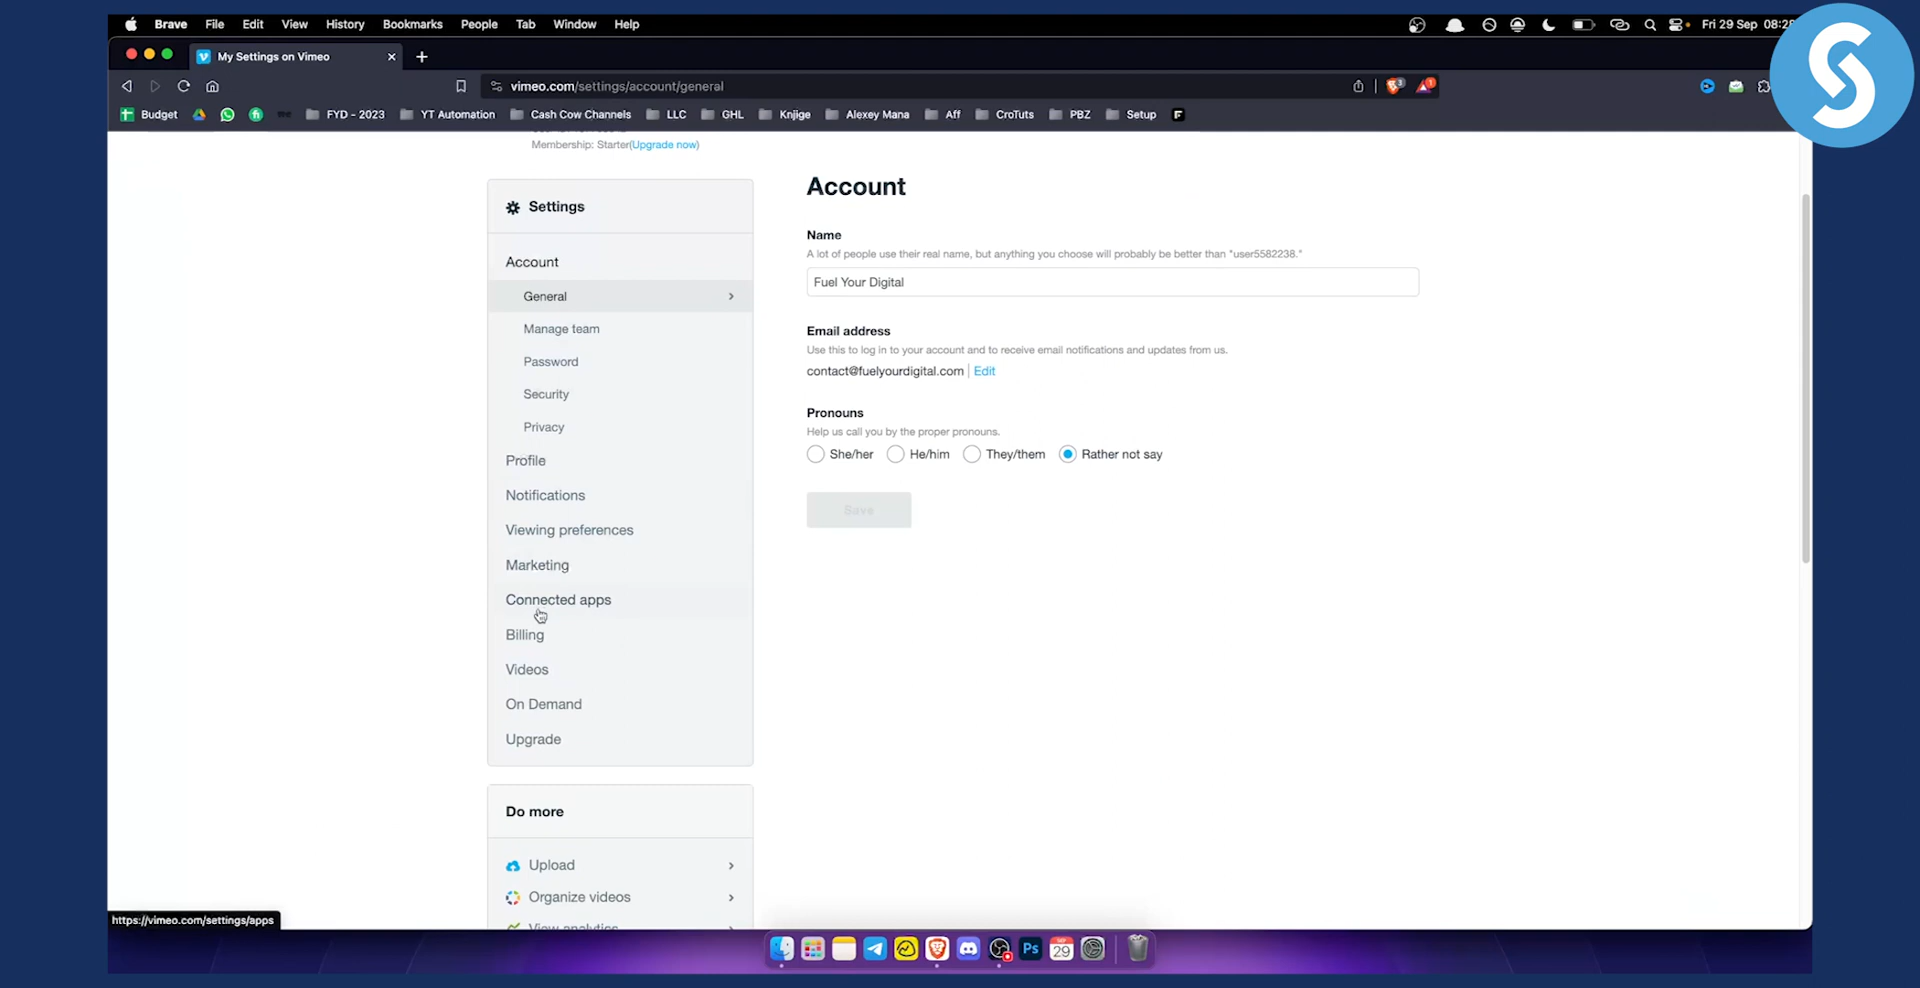 Brave File Edit View History Bookmarks People Tab Window Help Fri 29 Sep 08:28
My Settings on Vimeo
vimeo.com/settings/account/general
Budget FYD - 2023 YT Automation Cash Cow Channels LLC GHL Knjige Alexey Mana Aff CroTuts PBZ Setup
Membership: Starter(Upgrade now)
Settings
Account
General
Manage team
Password
Security
Privacy
Profile
Notifications
Viewing preferences
Marketing
Connected apps
Billing
Videos
On Demand
Upgrade
Do more
Upload
Organize videos
View analytics
Account
Name
A lot of people use their real name, but anything you choose will probably be better than "user5582238."
Fuel Your Digital
Email address
Use this to log in to your account and to receive email notifications and updates from us.
contact@fuelyourdigital.com | Edit
Pronouns
Help us call you by the proper pronouns.
She/her He/him They/them Rather not say
Save
https://vimeo.com/settings/apps
Ps
29